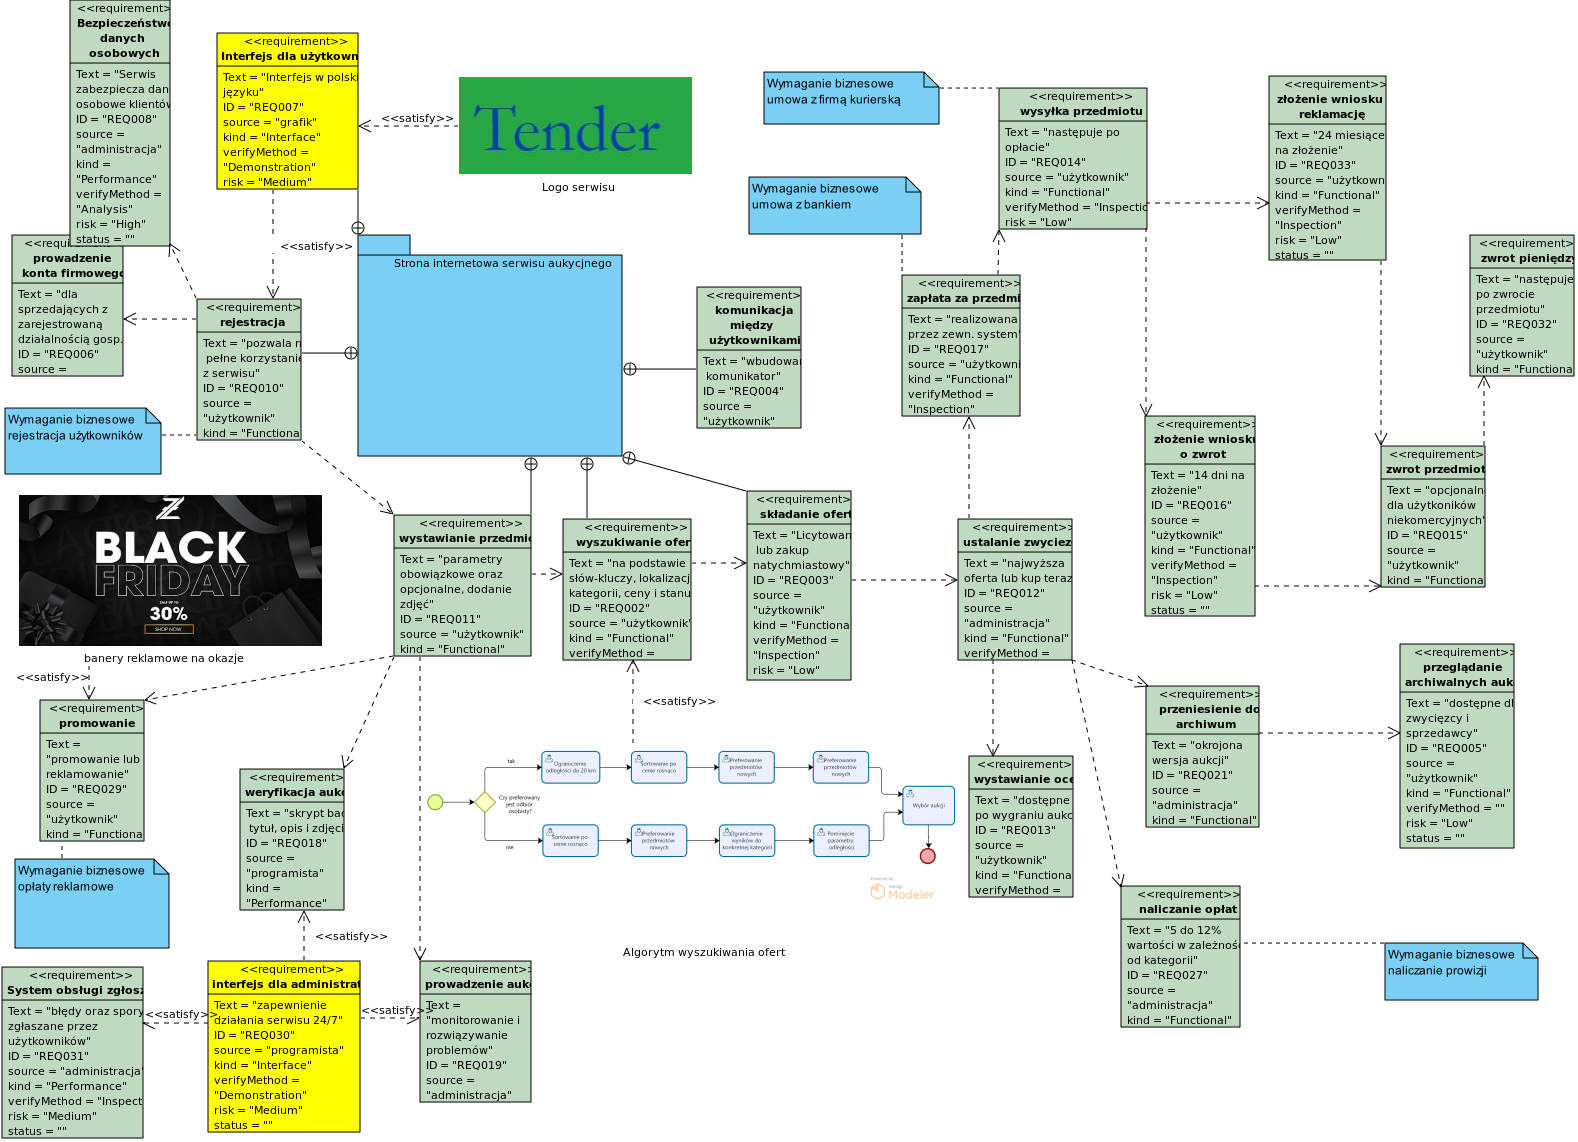 <<requirement>
Bezpieczeństwo
danych
osobowych
Text = "Serwis
zabezpiecza dan
osobowe klientów
ID = "REQ008"
source =
"administracja"
kind =
"Performance"
verifyMethod =
"Analysis"
risk = "High"
status = ""
<<requirement>>
Interfejs dla użytkown
Text = "Interfejs w polski
języku"
ID = "REQ007"
source = "grafik"
kind = "Interface"
verifyMethod =
"Demonstration"
risk = "Medium"
<<satisfy>>
Tender
Logo serwisu
Wymaganie biznesowe
umowa z firmą kurierską
<<requirement>>
wysyłka przedmiotu
Text = "następuje po
opłacie"
ID = "REQ014"
source = "użytkownik"
kind = "Functional"
verifyMethod = "Inspectio
risk = "Low"
<<requirement>>
złożenie wniosku
reklamację
Text = "24 miesiące
na złożenie"
ID = "REQ033"
source = "użytkown
kind = "Functional"
verifyMethod =
"Inspection"
risk = "Low"
status = ""
Wymaganie biznesowe
umowa z bankiem
<<requi
prowadzenie
konta firmowego
Text = "dla
sprzedających z
zarejestrowaną
działalnością gosp.
ID = "REQ006"
source =
<<satisfy>>
Strona internetowa serwisu aukcyjnego
<<requirement>
rejestracja
Text = "pozwala n
pełne korzystanie
z serwisu"
ID = "REQ010"
source =
"użytkownik"
kind = "Functiona
<<requirement>
komunikacja
między
użytkownikami
Text = "wbudowan
komunikator"
ID = "REQ004"
source =
"użytkownik"
<<requirement>>
zapłata za przedmi
Text = "realizowana
przez zewn. system"
ID = "REQ017"
source = "użytkowni
kind = "Functional"
verifyMethod =
"Inspection"
<<requirement>
zwrot pieniędzy
Text = "następuje
po zwrocie
przedmiotu"
ID = "REQ032"
source =
"użytkownik"
kind = "Functiona
Wymaganie biznesowe
rejestracja użytkowników
<<requirement>>
złożenie wniosku
o zwrot
Text = "14 dni na
złożenie"
ID = "REQ016"
source =
"użytkownik"
kind = "Functional"
verifyMethod =
"Inspection"
risk = "Low"
status = ""
<<requirement>
zwrot przedmiot
Text = "opcjonaln
dla użytkoników
niekomercyjnych"
ID = "REQ015"
source =
"użytkownik"
kind = "Functiona
BLACK
FRIDAY
SALE UP TO
30%
SHOP NOW
banery reklamowe na okazje
<<satisfy>>
<<requirement>>
wystawianie przedmio
Text = "parametry
obowiązkowe oraz
opcjonalne, dodanie
zdjęć"
ID = "REQ011"
source = "użytkownik"
kind = "Functional"
<<requirement>>
wyszukiwanie ofer
Text = "na podstawie
słów-kluczy, lokalizacj
kategorii, ceny i stanu
ID = "REQ002"
source = "użytkownik"
kind = "Functional"
verifyMethod =
<<requirement>
składanie ofert
Text = "Licytowan
lub zakup
natychmiastowy"
ID = "REQ003"
source =
"użytkownik"
kind = "Functiona
verifyMethod =
"Inspection"
risk = "Low"
<<requirement>>
ustalanie zwyciez
Text = "najwyższa
oferta lub kup teraz
ID = "REQ012"
source =
"administracja"
kind = "Functional"
verifyMethod =
<<requirement>
promowanie
Text =
"promowanie lub
reklamowanie"
ID = "REQ029"
source =
"użytkownik"
kind = "Functiona
Wymaganie biznesowe
opłaty reklamowe
<<requirement>
weryfikacja aukc
Text = "skrypt bad
tytuł, opis i zdjęci
ID = "REQ018"
source =
"programista"
kind =
"Performance"
<<satisfy>>
<<satisfy>>
tak
Ograniczenie
odległości do 20 km
Sortowanie po
cenie rosnąco
Preferowanie
przedmiotów
nowych
Preferowanie
przedmiotów
nowych
Czy preferowany
jest odbiór
osobisty?
Wybór aukcji
nie
Sortowanie po
cenie rosnąco
Preferowanie
przedmiotów
nowych
Ograniczenie
wyników do
konkretnej kategorii
Pominięcie
parametru
odległości
Modeler
Algorytm wyszukiwania ofert
<<requirement>
wystawianie oce
Text = "dostępne
po wygraniu aukc
ID = "REQ013"
source =
"użytkownik"
kind = "Functiona
verifyMethod =
<<requirement>>
przeniesienie do
archiwum
Text = "okrojona
wersja aukcji"
ID = "REQ021"
source =
"administracja"
kind = "Functional"
<<requirement>>
przeglądanie
archiwalnych auk
Text = "dostępne dl
zwycięzcy i
sprzedawcy"
ID = "REQ005"
source =
"użytkownik"
kind = "Functional"
verifyMethod = ""
risk = "Low"
status = ""
<<requirement>>
naliczanie opłat
Text = "5 do 12%
wartości w zależnoś
od kategorii"
ID = "REQ027"
source =
"administracja"
kind = "Functional"
Wymaganie biznesowe
naliczanie prowizji
<<requirement>>
System obsługi zgłosz
Text = "błędy oraz spory
zgłaszane przez
użytkowników"
ID = "REQ031"
source = "administracja"
kind = "Performance"
verifyMethod = "Inspect
risk = "Medium"
status = ""
<<satisfy>>
<<requirement>>
interfejs dla administrat
Text = "zapewnienie
działania serwisu 24/7"
ID = "REQ030"
source = "programista"
kind = "Interface"
verifyMethod =
"Demonstration"
risk = "Medium"
status = ""
<<satisfy>>
<<requirement>>
prowadzenie aukc
Text =
"monitorowanie i
rozwiązywanie
problemów"
ID = "REQ019"
source =
"administracja"